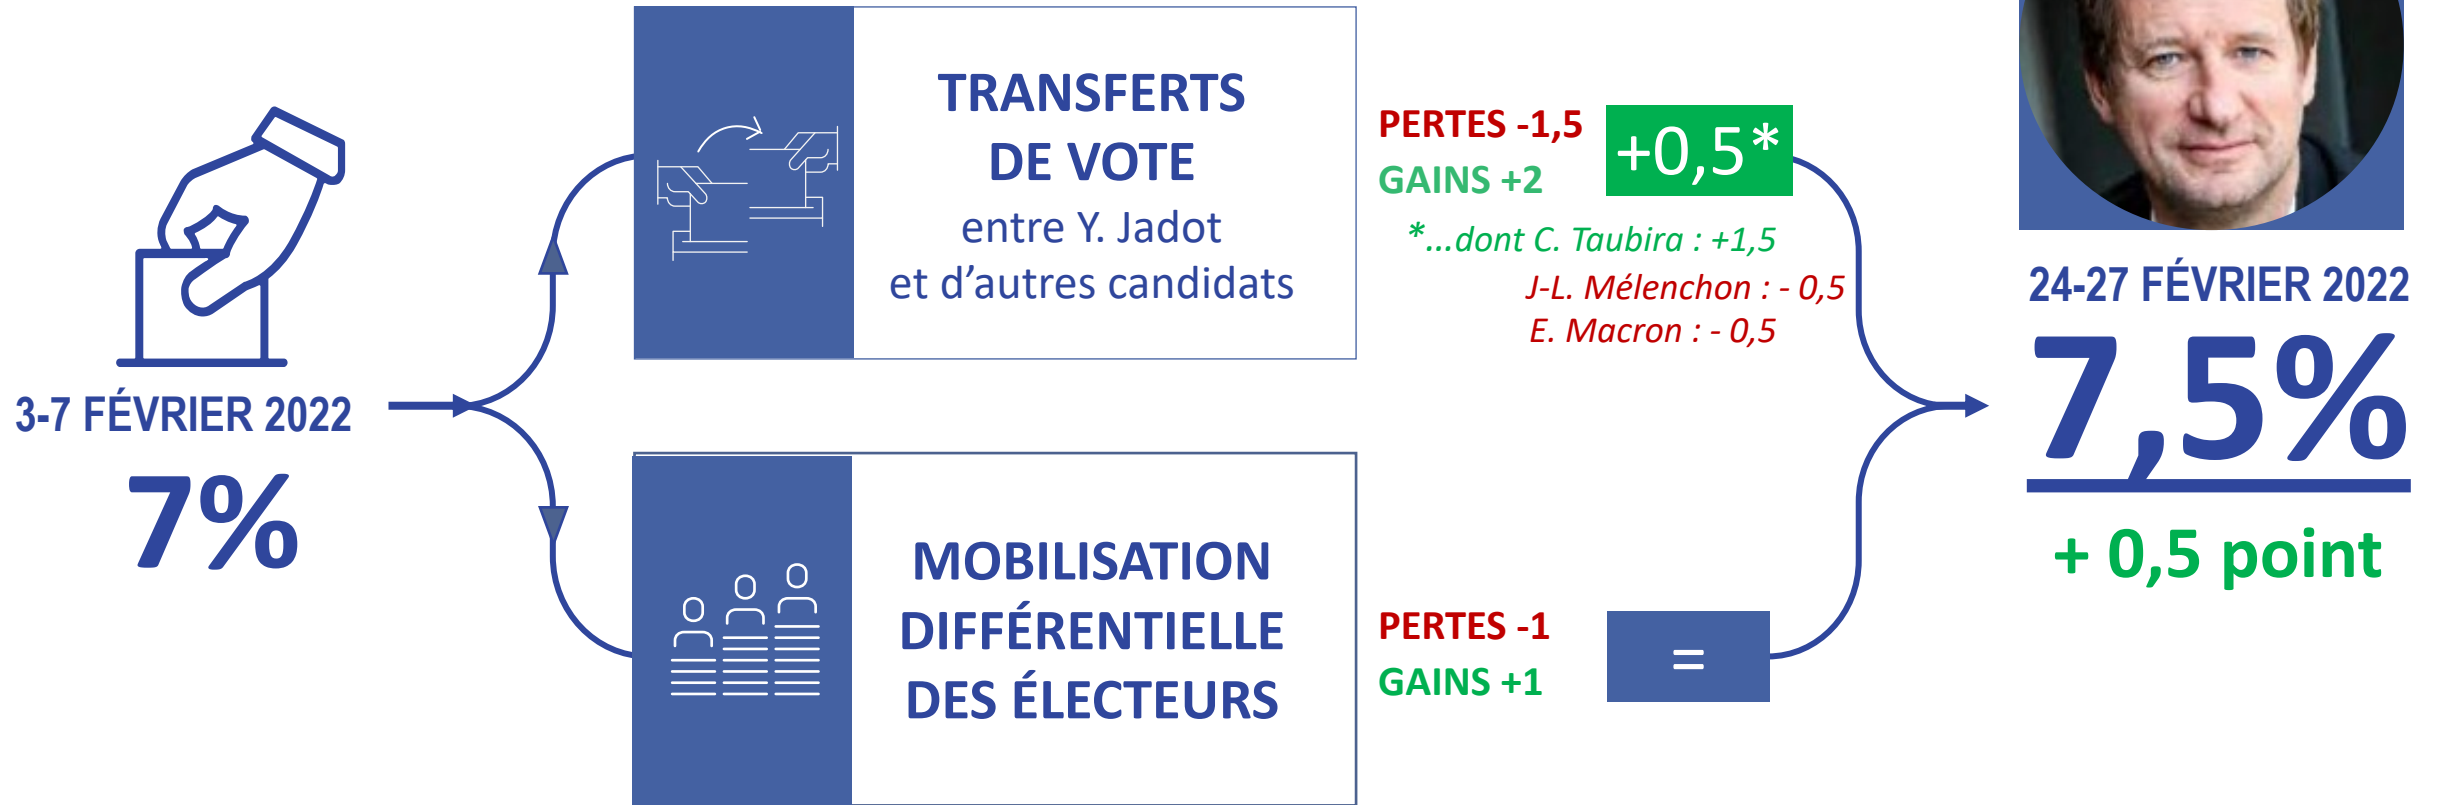 3-7 FÉVRIER 2022
7%
TRANSFERTS
DE VOTE
entre Y. Jadot
et d’autres candidats
PERTES -1,5
GAINS +2
+0,5*
*...dont C. Taubira : +1,5
J-L. Mélenchon : - 0,5
E. Macron : - 0,5
MOBILISATION
DIFFÉRENTIELLE
DES ÉLECTEURS
PERTES -1
GAINS +1
=
24-27 FÉVRIER 2022
7,5%
+ 0,5 point